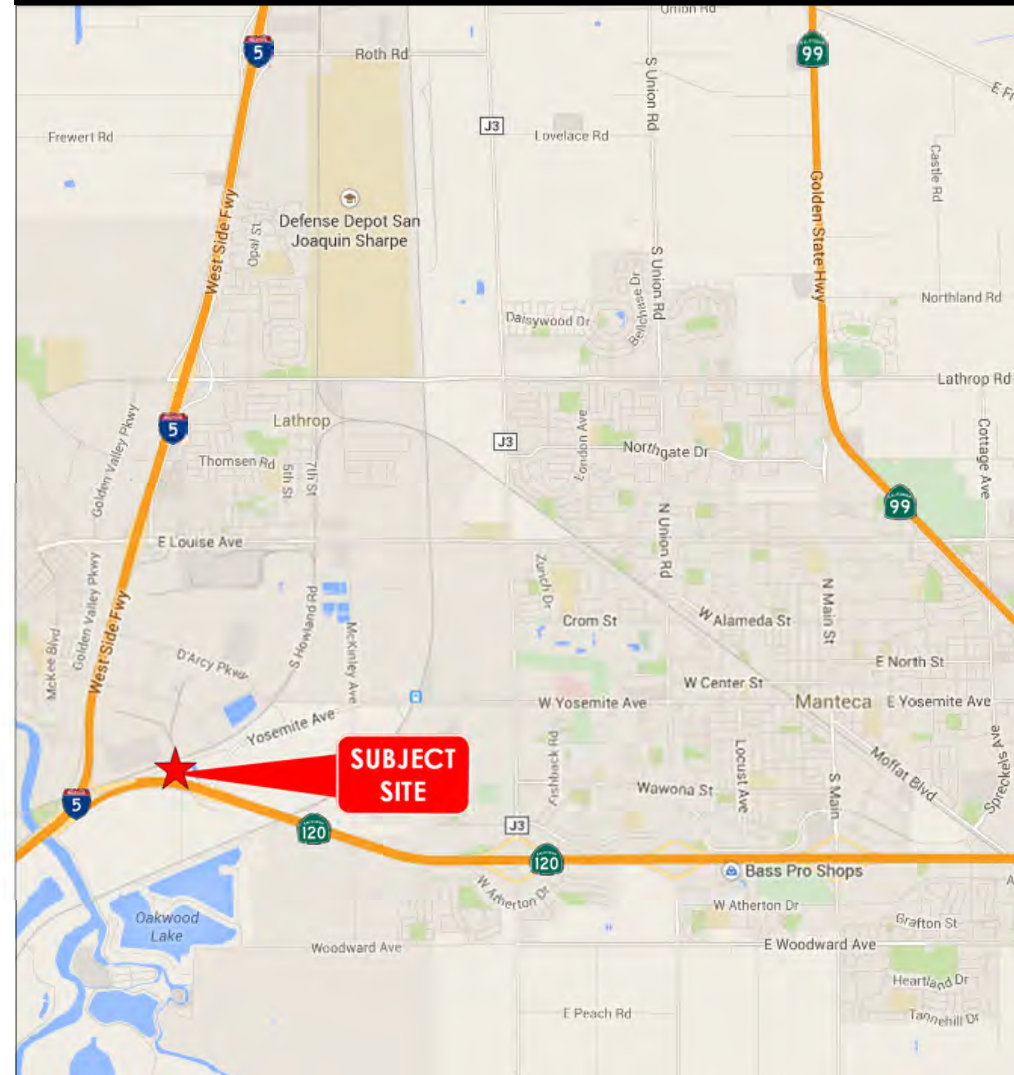 Union Rd
5
Roth Rd
99
S Union Rd
E Fr
J3
Frewert Rd
Lovelace Rd
Castle Rd
Golden State Hwy
West Side Fwy
Opal St
Defense Depot San
Joaquin Sharpe
S Union Rd
Bellchase Dr
Northland Rd
Daisywood Dr
Lathrop Rd
Golden Valley Pkwy
5
Lathrop
J3
London Ave
Northgate Dr
Cottage Ave
Thomsen Rd
5th St
7th St
99
E Louise Ave
N Union Rd
Golden Valley Pkwy
West Side Fwy
S Howland Rd
McKinley Ave
Crom St
W Alameda St
N Main St
McKee Blvd
D'Arcy Pkwy
E North St
W Center St
W Yosemite Ave
Manteca
E Yosemite Ave
Yosemite Ave
SUBJECT
SITE
Fishback Rd
Locust Ave
Moffat Blvd
Spreckels Ave
Wawona St
S Main
5
120
J3
120
Bass Pro Shops
W Atherton Dr
W Atherton Dr
Oakwood
Lake
Grafton St
Woodward Ave
E Woodward Ave
Heartland Dr
E Peach Rd
Tannehill Dr